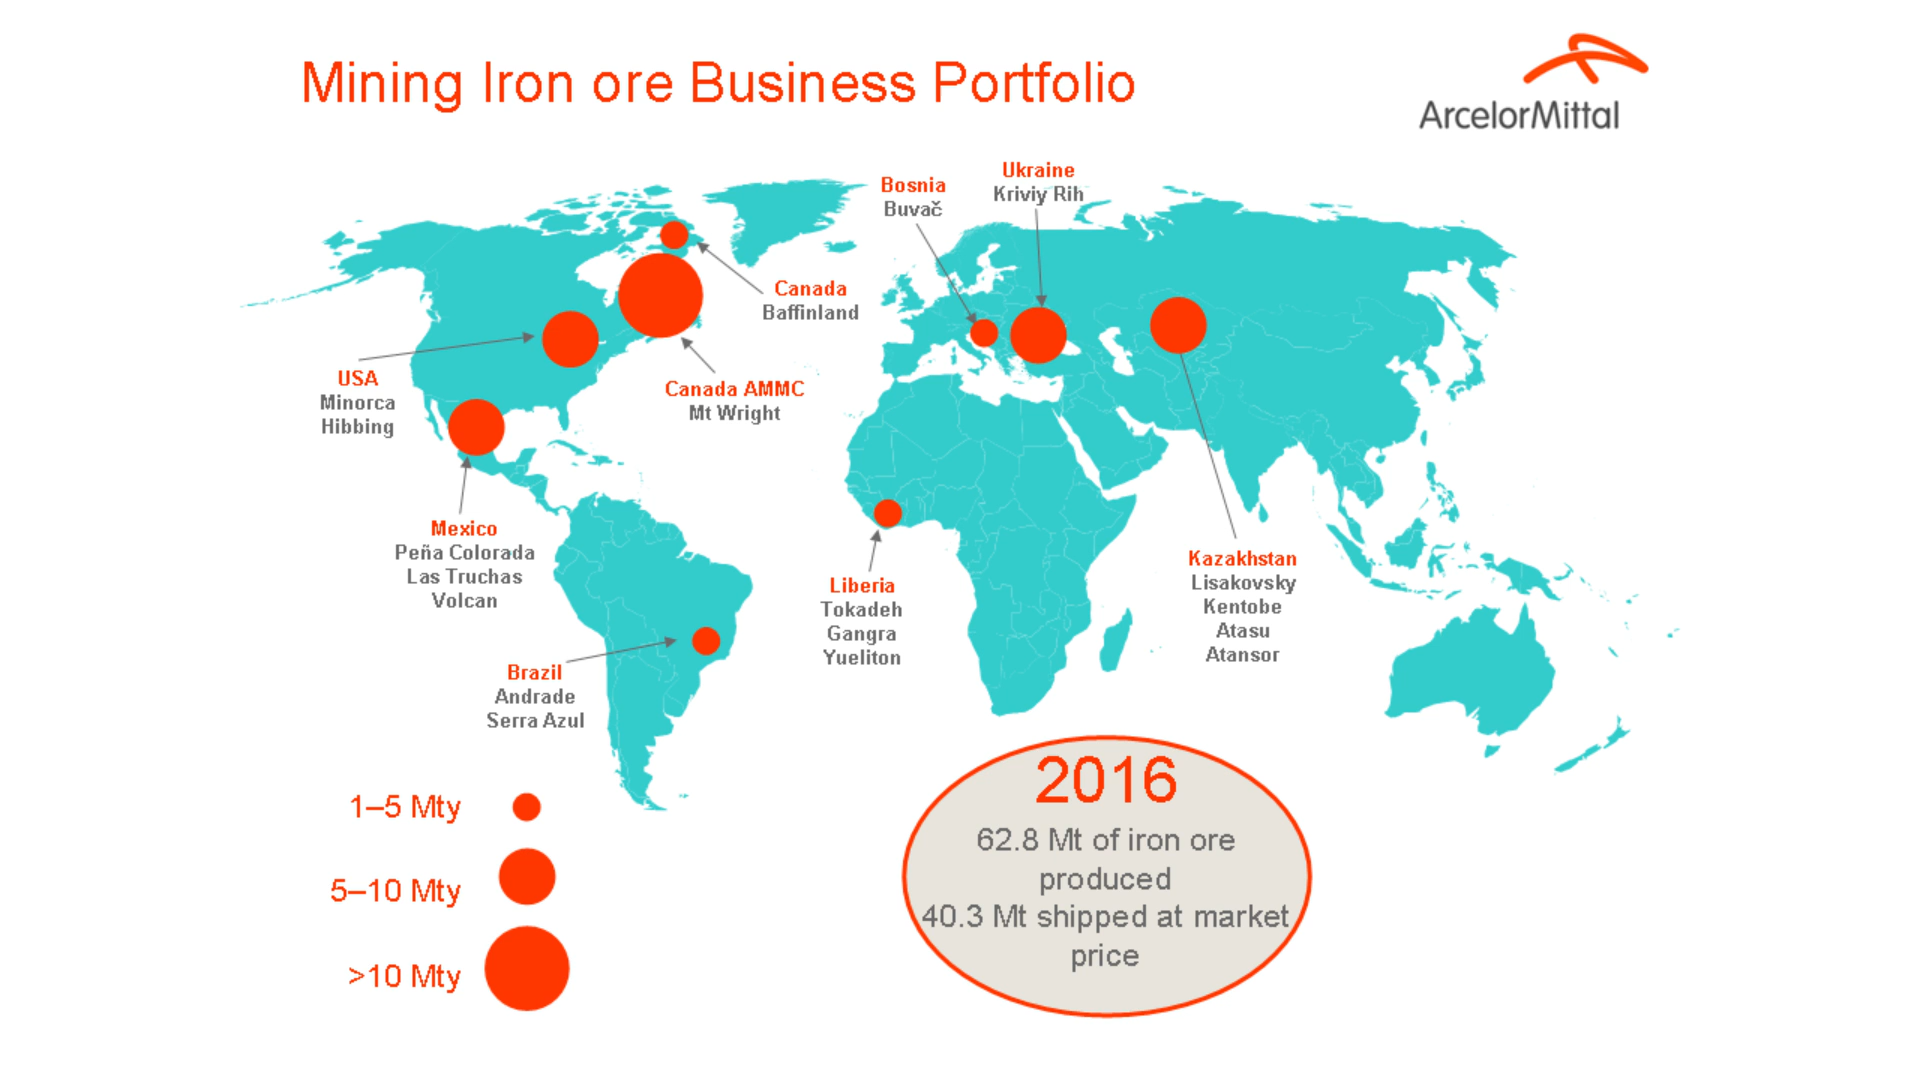 Mining Iron ore Business Portfolio
ArcelorMittal
Bosnia
Buvač
Ukraine
Kriviy Rih
Canada
Baffinland
USA
Minorca
Hibbing
Canada AMMC
Mt Wright
Mexico
Peña Colorada
Las Truchas
Volcan
Liberia
Tokadeh
Gangra
Yueliton
Kazakhstan
Lisakovsky
Kentobe
Atasu
Atansor
Brazil
Andrade
Serra Azul
1–5 Mty
5–10 Mty
>10 Mty
2016
62.8 Mt of iron ore
produced
40.3 Mt shipped at market
price